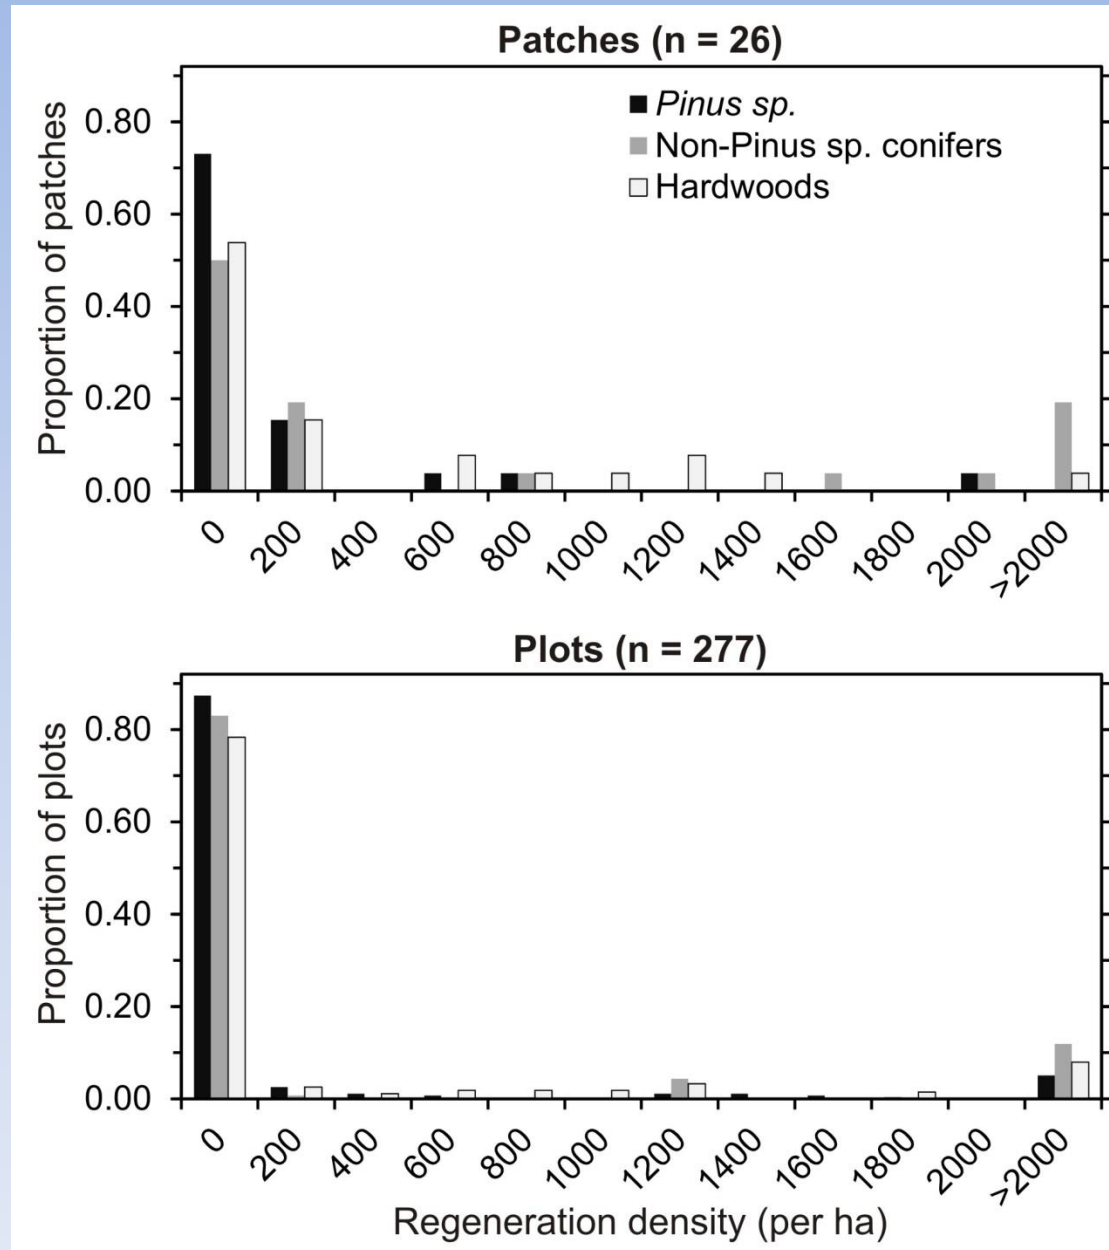 Patches (n = 26)
Pinus sp.
Non-Pinus sp. conifers
Hardwoods
Proportion of patches
0.80
0.60
0.40
0.20
0.00
0 200 400 600 800 1000 1200 1400 1600 1800 2000 >2000
Plots (n = 277)
Proportion of plots
0.80
0.60
0.40
0.20
0.00
0 200 400 600 800 1000 1200 1400 1600 1800 2000 >2000
Regeneration density (per ha)